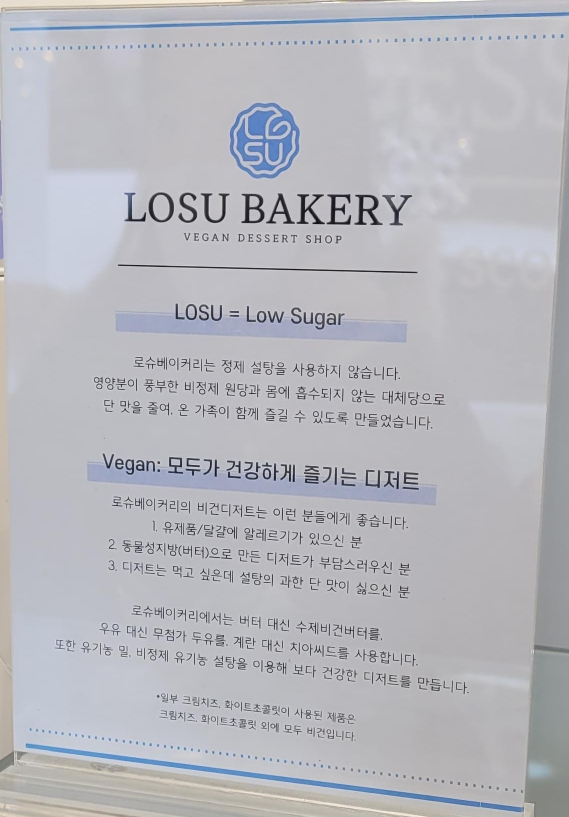 LOSU
LOSU BAKERY
VEGAN DESSERT SHOP
LOSU = Low Sugar
로슈베이커리는 정제 설탕을 사용하지 않습니다.
영양분이 풍부한 비정제 원당과 몸에 흡수되지 않는 대체당으로
단 맛을 줄여, 온 가족이 함께 즐길 수 있도록 만들었습니다.
Vegan: 모두가 건강하게 즐기는 디저트
로슈베이커리의 비건디저트는 이런 분들에게 좋습니다.
1. 유제품/달걀에 알레르기가 있으신 분
2. 동물성지방(버터)으로 만든 디저트가 부담스러우신 분
3. 디저트는 먹고 싶은데 설탕의 과한 단 맛이 싫으신 분
로슈베이커리에서는 버터 대신 수제비건버터를,
우유 대신 무첨가 두유를, 계란 대신 치아씨드를 사용합니다.
또한 유기농 밀, 비정제 유기농 설탕을 이용해 보다 건강한 디저트를 만듭니다.
*일부 크림치즈, 화이트초콜릿이 사용된 제품은
크림치즈, 화이트초콜릿 외에 모두 비건입니다.